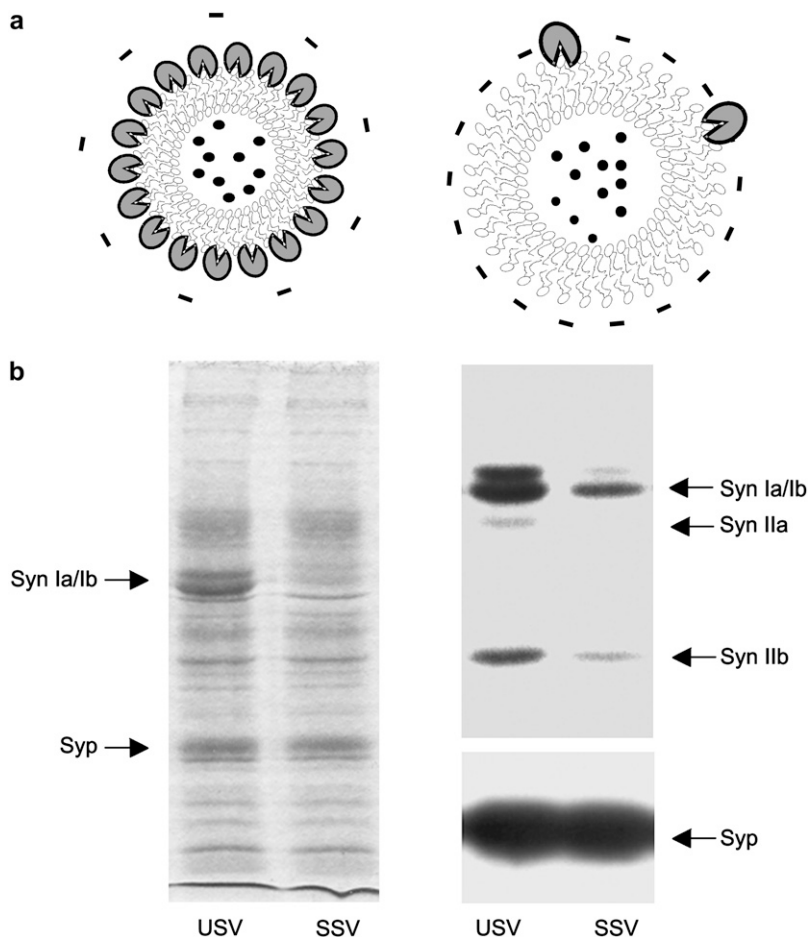 a
b
Syn Ia/Ib
Syp
USV
SSV
Syn Ia/Ib
Syn IIa
Syn IIb
Syp
USV
SSV